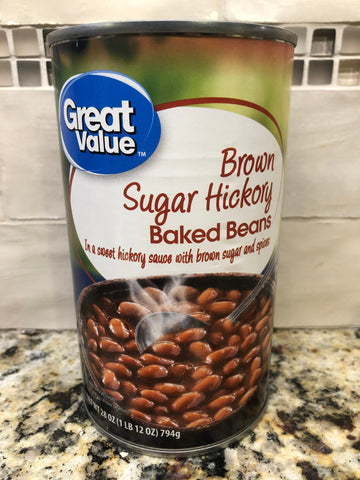 Great
Value
™
Brown
Sugar Hickory
Baked Beans
In a sweet hickory sauce with brown sugar and spices
NET WT 28 OZ (1 LB 12 OZ) 794g